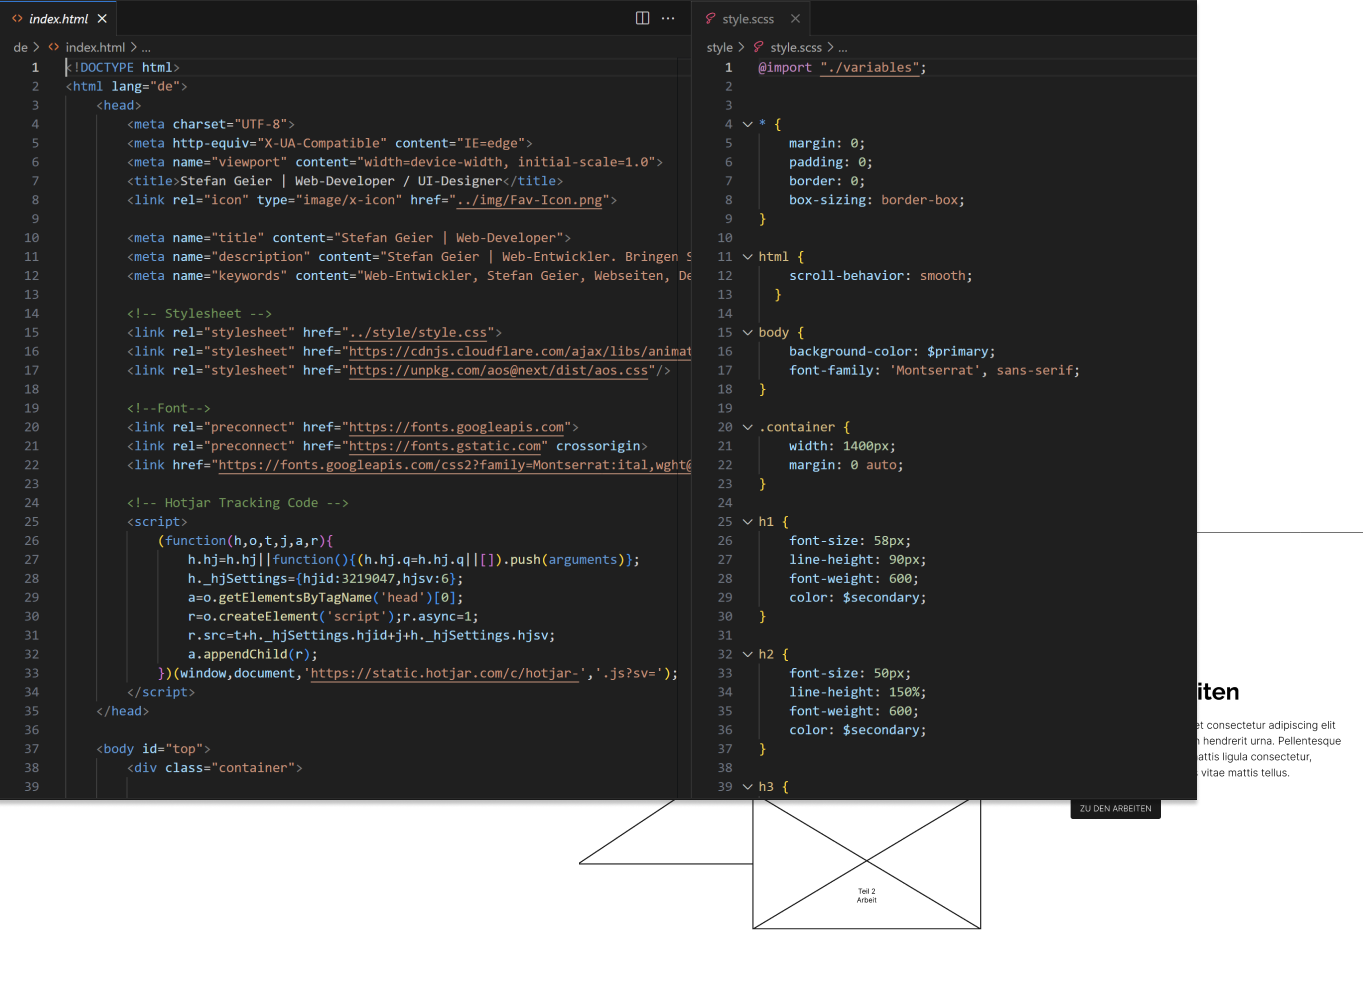 index.html
de > index.html > ...
1 <!DOCTYPE html>
2 <html lang="de">
3 <head>
4 <meta charset="UTF-8">
5 <meta http-equiv="X-UA-Compatible" content="IE=edge">
6 <meta name="viewport" content="width=device-width, initial-scale=1.0">
7 <title>Stefan Geier | Web-Developer / UI-Designer</title>
8 <link rel="icon" type="image/x-icon" href="../img/Fav-Icon.png">
9
10 <meta name="title" content="Stefan Geier | Web-Developer">
11 <meta name="description" content="Stefan Geier | Web-Entwickler. Bringen S
12 <meta name="keywords" content="Web-Entwickler, Stefan Geier, Webseiten, De
13
14 <!-- Stylesheet -->
15 <link rel="stylesheet" href="../style/style.css">
16 <link rel="stylesheet" href="https://cdnjs.cloudflare.com/ajax/libs/animat
17 <link rel="stylesheet" href="https://unpkg.com/aos@next/dist/aos.css"/>
18
19 <!--Font-->
20 <link rel="preconnect" href="https://fonts.googleapis.com">
21 <link rel="preconnect" href="https://fonts.gstatic.com" crossorigin>
22 <link href="https://fonts.googleapis.com/css2?family=Montserrat:ital,wght@
23
24 <!-- Hotjar Tracking Code -->
25 <script>
26 (function(h,o,t,j,a,r){
27 h.hj=h.hj||function(){(h.hj.q=h.hj.q||[]).push(arguments)};
28 h._hjSettings={hjid:3219047,hjsv:6};
29 a=o.getElementsByTagName('head')[0];
30 r=o.createElement('script');r.async=1;
31 r.src=t+h._hjSettings.hjid+j+h._hjSettings.hjsv;
32 a.appendChild(r);
33 })(window,document,'https://static.hotjar.com/c/hotjar-','.js?sv=');
34 </script>
35 </head>
36
37 <body id="top">
38 <div class="container">
39
style.scss
style > style.scss > ...
1 @import "./variables";
2
3
4 * {
5 margin: 0;
6 padding: 0;
7 border: 0;
8 box-sizing: border-box;
9 }
10
11 html {
12 scroll-behavior: smooth;
13 }
14
15 body {
16 background-color: $primary;
17 font-family: 'Montserrat', sans-serif;
18 }
19
20 .container {
21 width: 1400px;
22 margin: 0 auto;
23 }
24
25 h1 {
26 font-size: 58px;
27 line-height: 90px;
28 font-weight: 600;
29 color: $secondary;
30 }
31
32 h2 {
33 font-size: 50px;
34 line-height: 150%;
35 font-weight: 600;
36 color: $secondary;
37 }
38
39 h3 {
iten
et consectetur adipiscing elit
hendrerit urna. Pellentesque
attis ligula consectetur,
vitae mattis tellus.
ZU DEN ARBEITEN
Teil 2
Arbeit